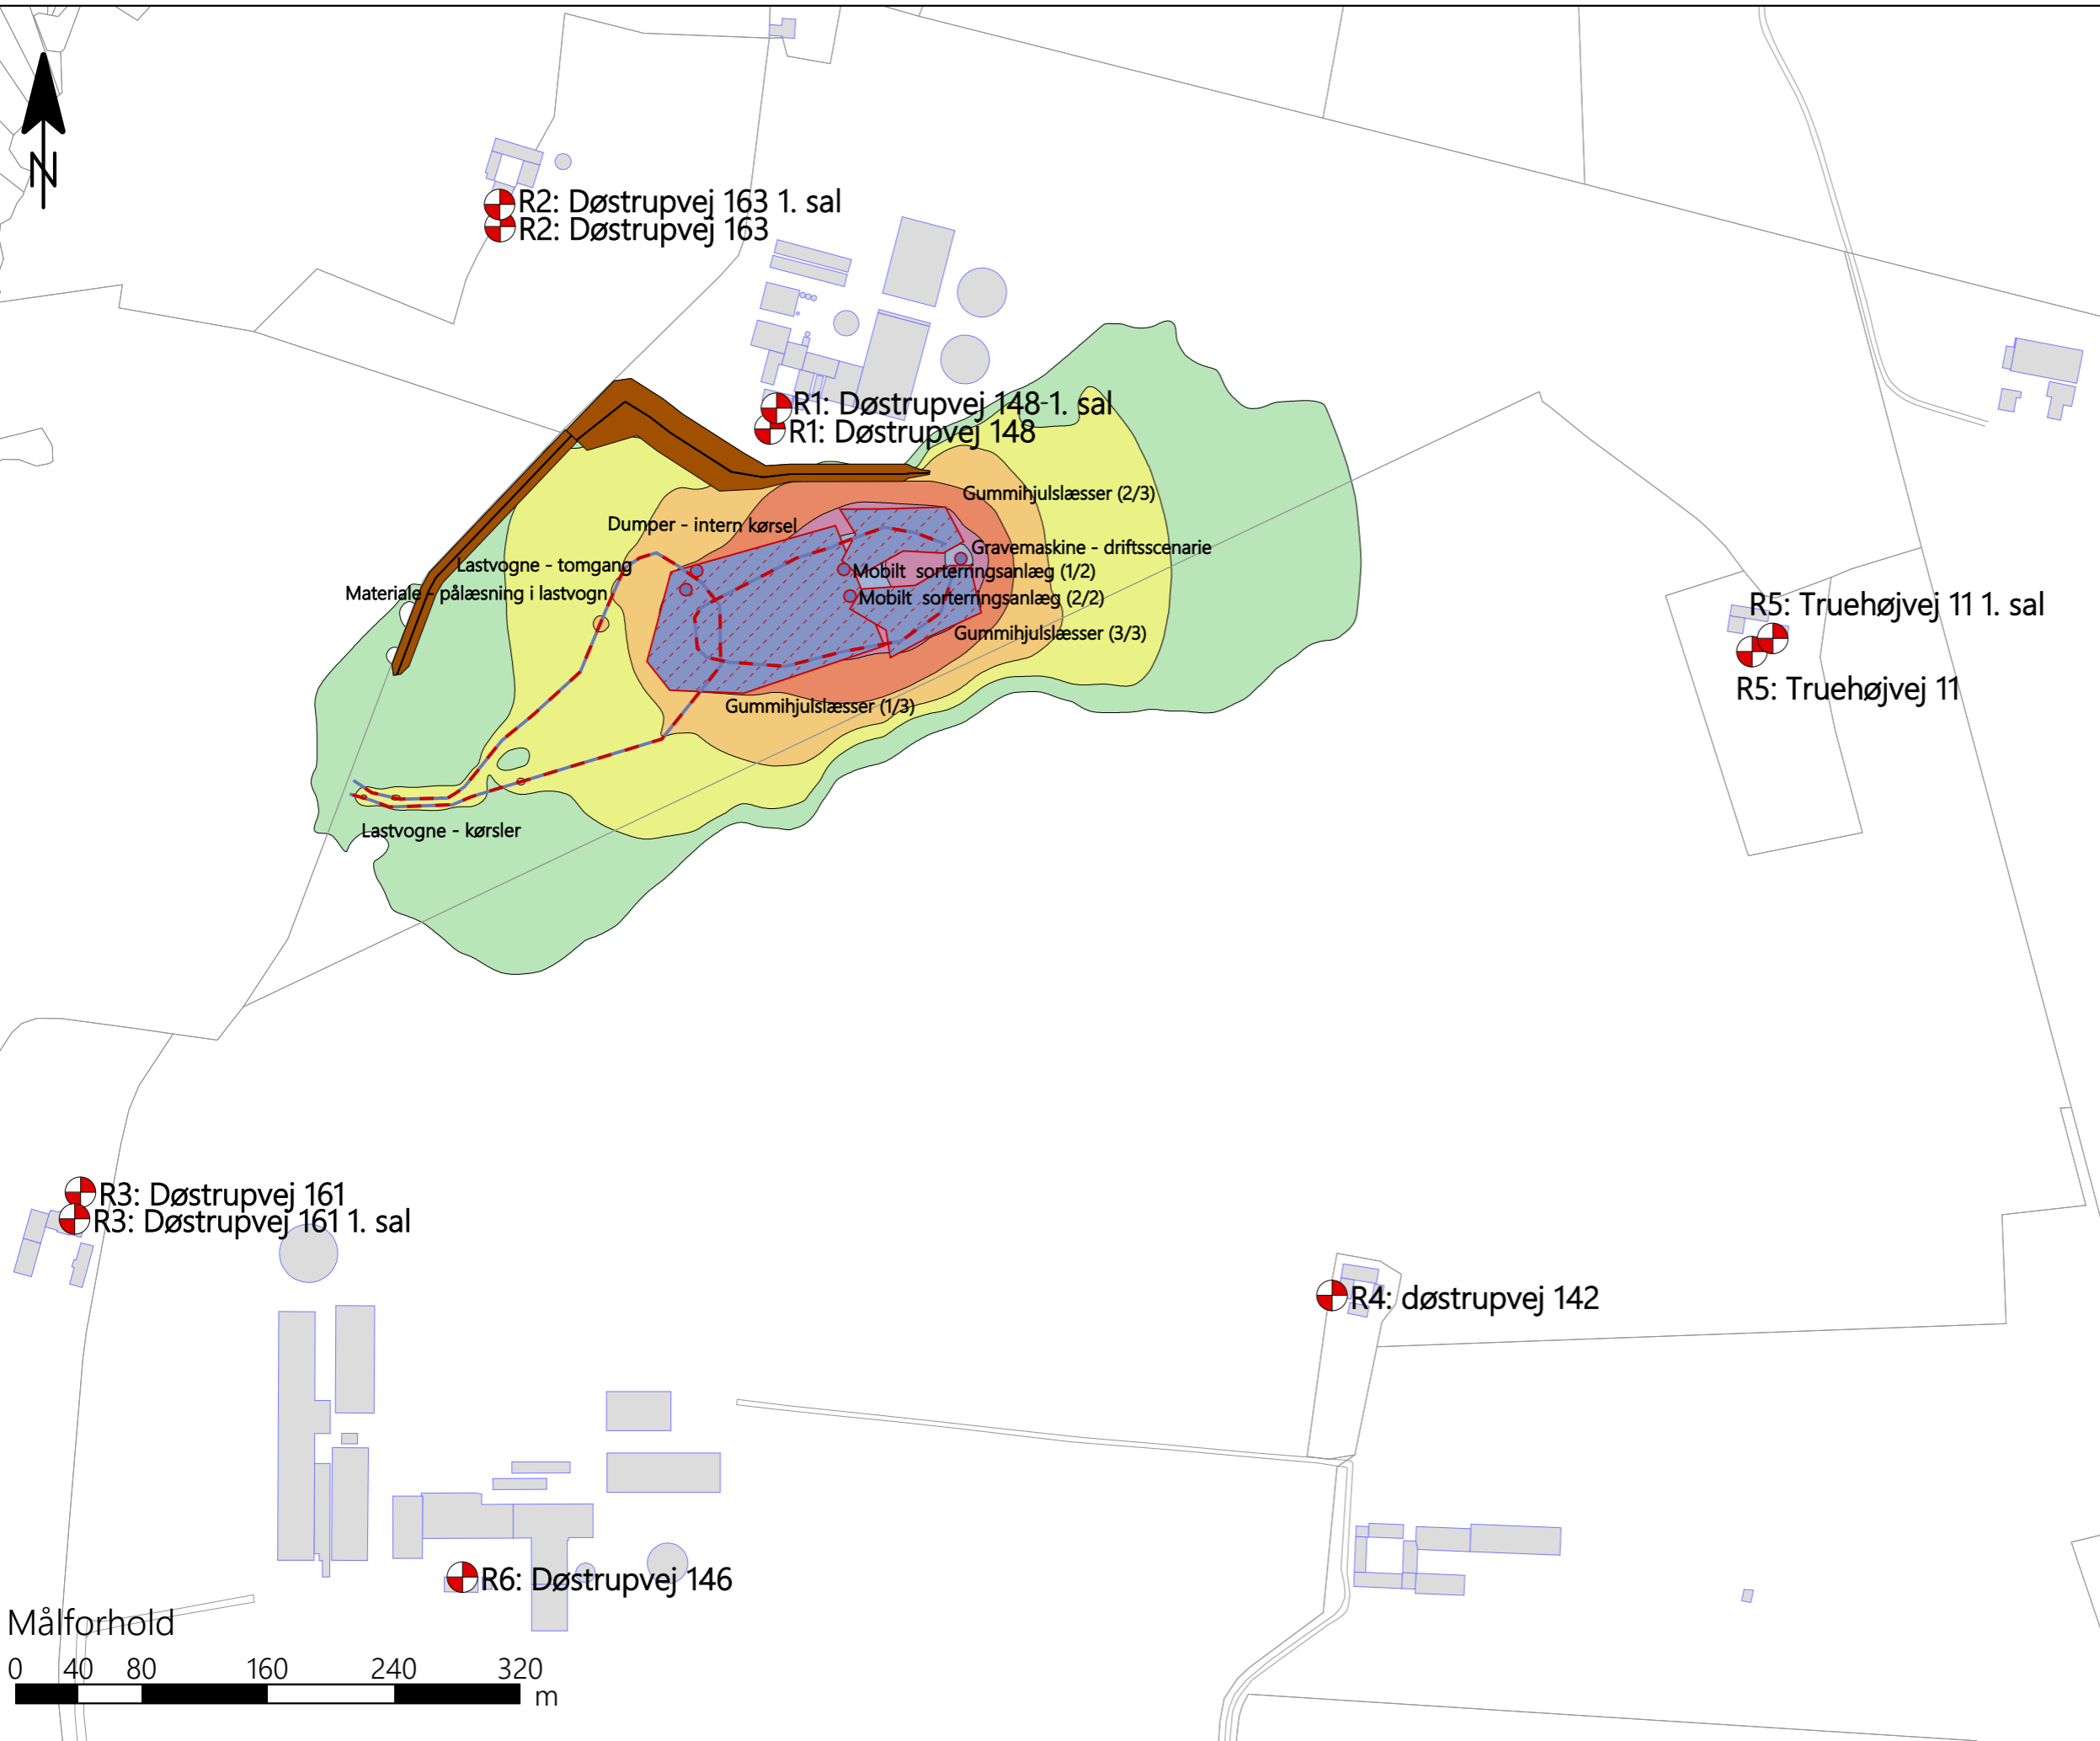 N
R2: Døstrupvej 163 1. sal
R2: Døstrupvej 163
R1: Døstrupvej 148-1. sal
R1: Døstrupvej 148
Gummihjulslæsser (2/3)
Dumper - intern kørsel
Gravemaskine - driftsscenarie
Lastvogne - tomgang
Mobilt sorterringsanlæg (1/2)
Materiale - pålæsning i lastvogn
Mobilt sorterringsanlæg (2/2)
R5: Truehøjvej 11 1. sal
Gummihjulslæsser (3/3)
R5: Truehøjvej 11
Gummihjulslæsser (1/3)
Lastvogne - kørsler
R3: Døstrupvej 161
R3: Døstrupvej 161 1. sal
R4: døstrupvej 142
R6: Døstrupvej 146
Målforhold
0 40 80 160 240 320
m